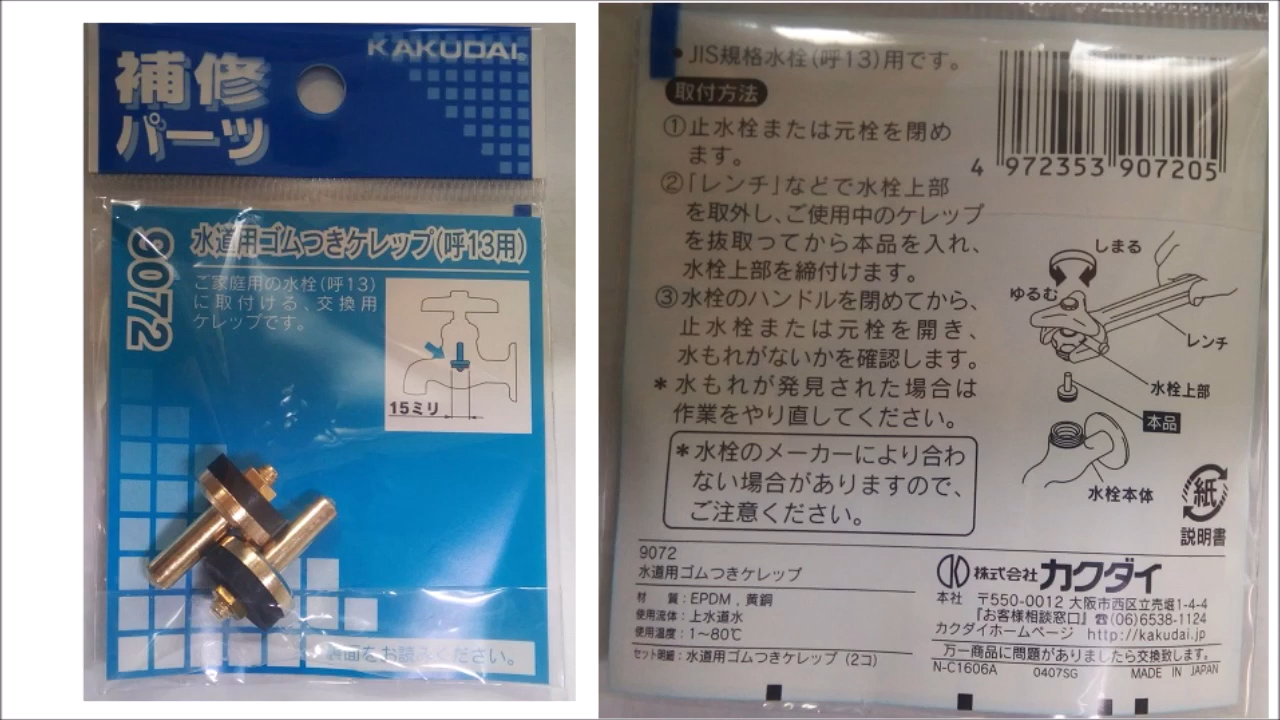 KAKUDAI
補修
パーツ
9072
水道用ゴムつきケレップ(呼13用)
ご家庭用の水栓(呼13)
に取付ける、交換用
ケレップです。
15ミリ
裏面をお読みください。
・JIS規格水栓(呼13)用です。
取付方法
①止水栓または元栓を閉め
ます。
②「レンチ」などで水栓上部
を取外し、ご使用中のケレップ
を抜取ってから本品を入れ、
水栓上部を締付けます。
③水栓のハンドルを閉めてから、
止水栓または元栓を開き、
水もれがないかを確認します。
*水もれが発見された場合は
作業をやり直してください。
*水栓のメーカーにより合わ
ない場合がありますので、
ご注意ください。
4 972353 907205
しまる
ゆるむ
レンチ
水栓上部
本品
水栓本体
紙
説明書
9072
水道用ゴムつきケレップ
材 質:EPDM,黄銅
使用流体:上水道水
使用温度:1~80℃
セット明細:水道用ゴムつきケレップ(2コ)
株式会社カクダイ
本社 〒550-0012 大阪市西区立売堀1-4-4
『お客様相談窓口』☎(06)6538-1124
カクダイホームページ http://kakudai.jp
万一商品に問題がありましたら交換致します。
N-C1606A 0407SG MADE IN JAPAN